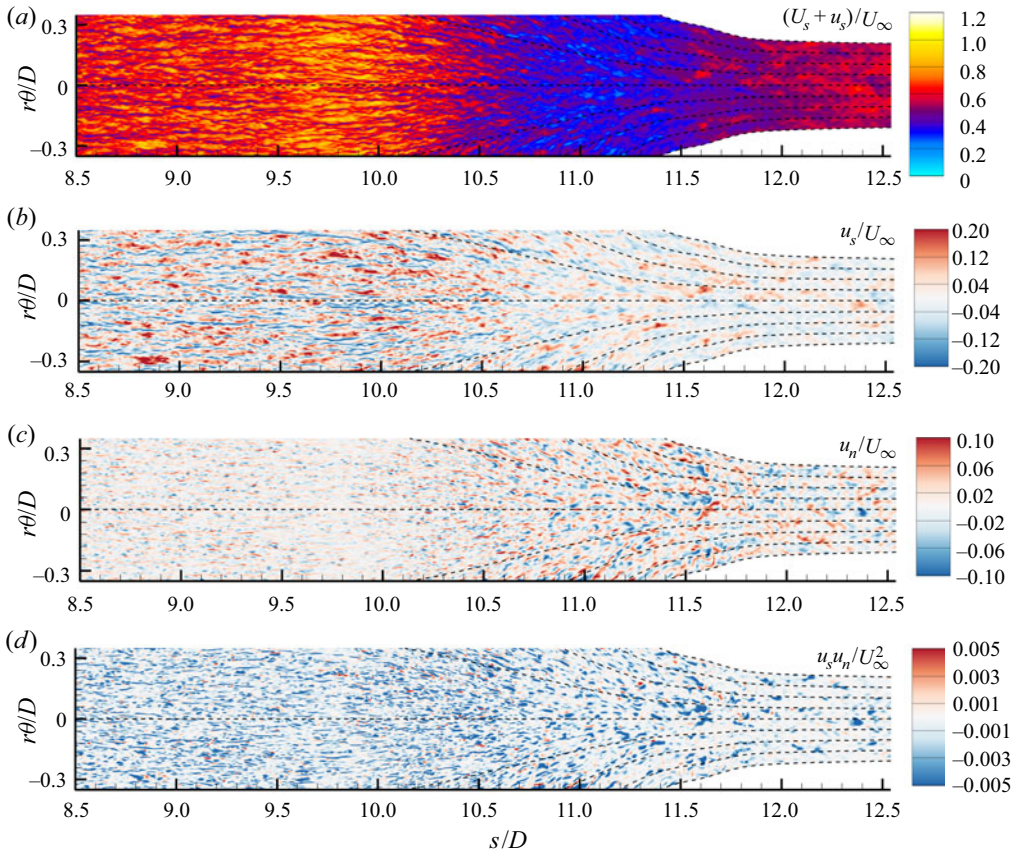 (a)
(U_s + u_s)/U_∞
0.3
0
–0.3
rθ/D
8.5 9.0 9.5 10.0 10.5 11.0 11.5 12.0 12.5
1.2
1.0
0.8
0.6
0.4
0.2
0
(b)
u_s/U_∞
0.3
0
–0.3
rθ/D
8.5 9.0 9.5 10.0 10.5 11.0 11.5 12.0 12.5
0.20
0.12
0.04
–0.04
–0.12
–0.20
(c)
u_n/U_∞
0.3
0
–0.3
rθ/D
8.5 9.0 9.5 10.0 10.5 11.0 11.5 12.0 12.5
0.10
0.06
0.02
–0.02
–0.06
–0.10
(d)
u_s u_n/U_∞^2
0.3
0
–0.3
rθ/D
8.5 9.0 9.5 10.0 10.5 11.0 11.5 12.0 12.5
s/D
0.005
0.003
0.001
–0.001
–0.003
–0.005